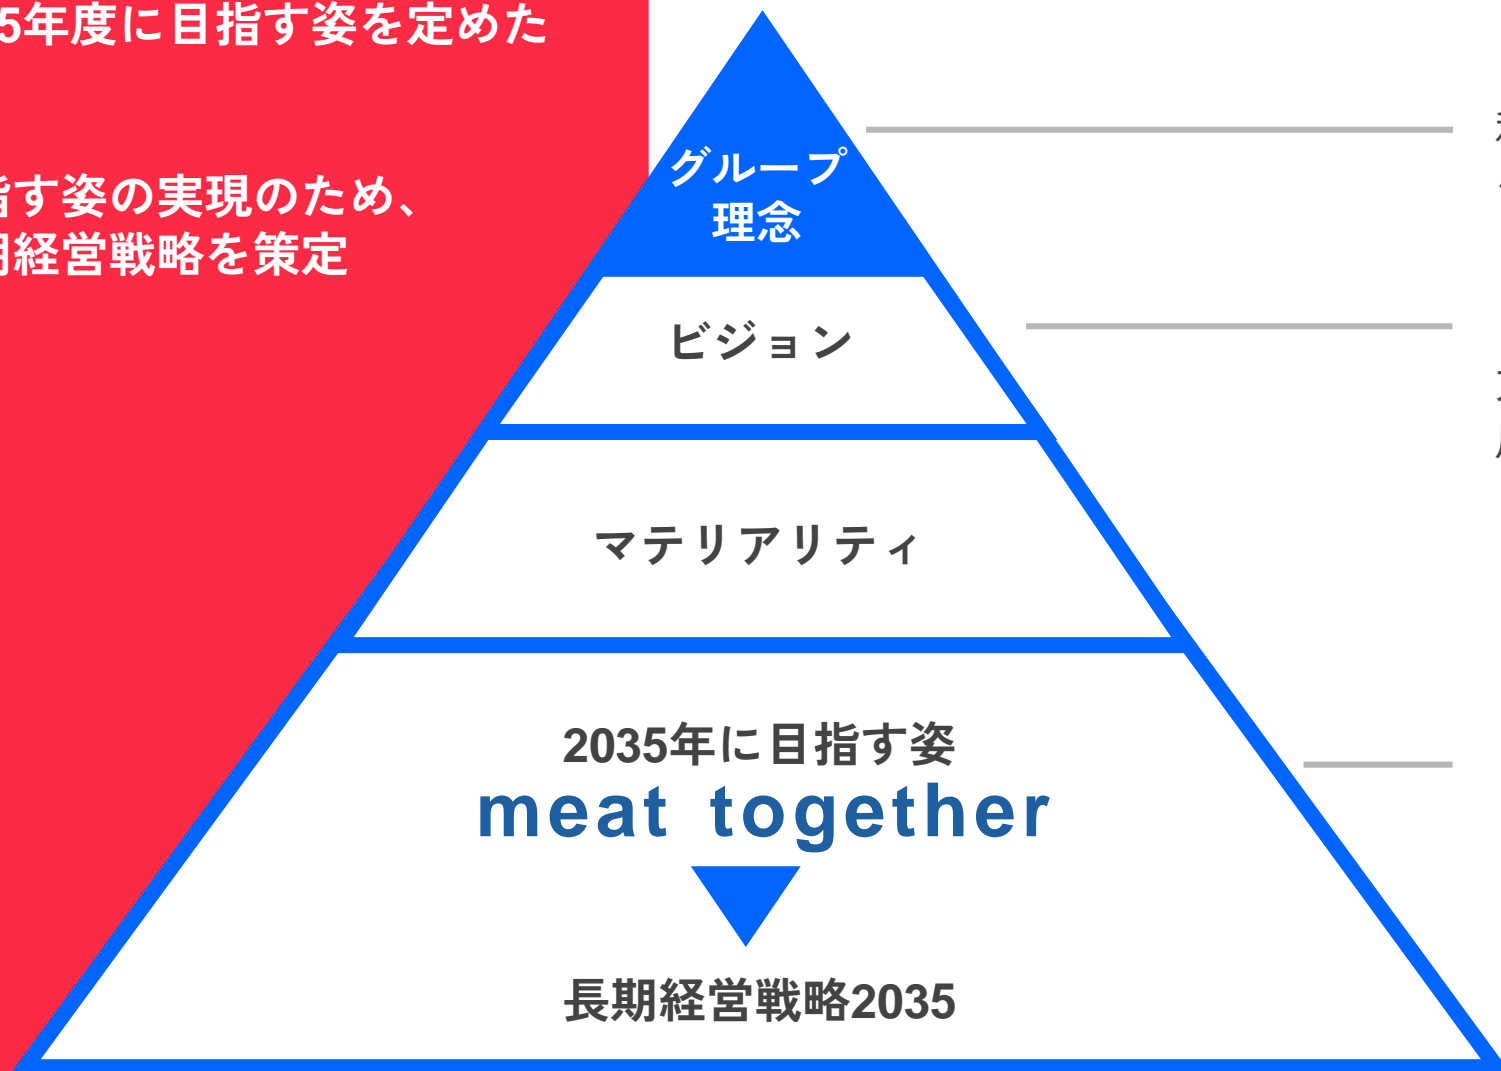 5年度に目指す姿を定めた
指す姿の実現のため、
期経営戦略を策定
グループ
理念
ビジョン
マテリアリティ
2035年に目指す姿
meat together
長期経営戦略2035